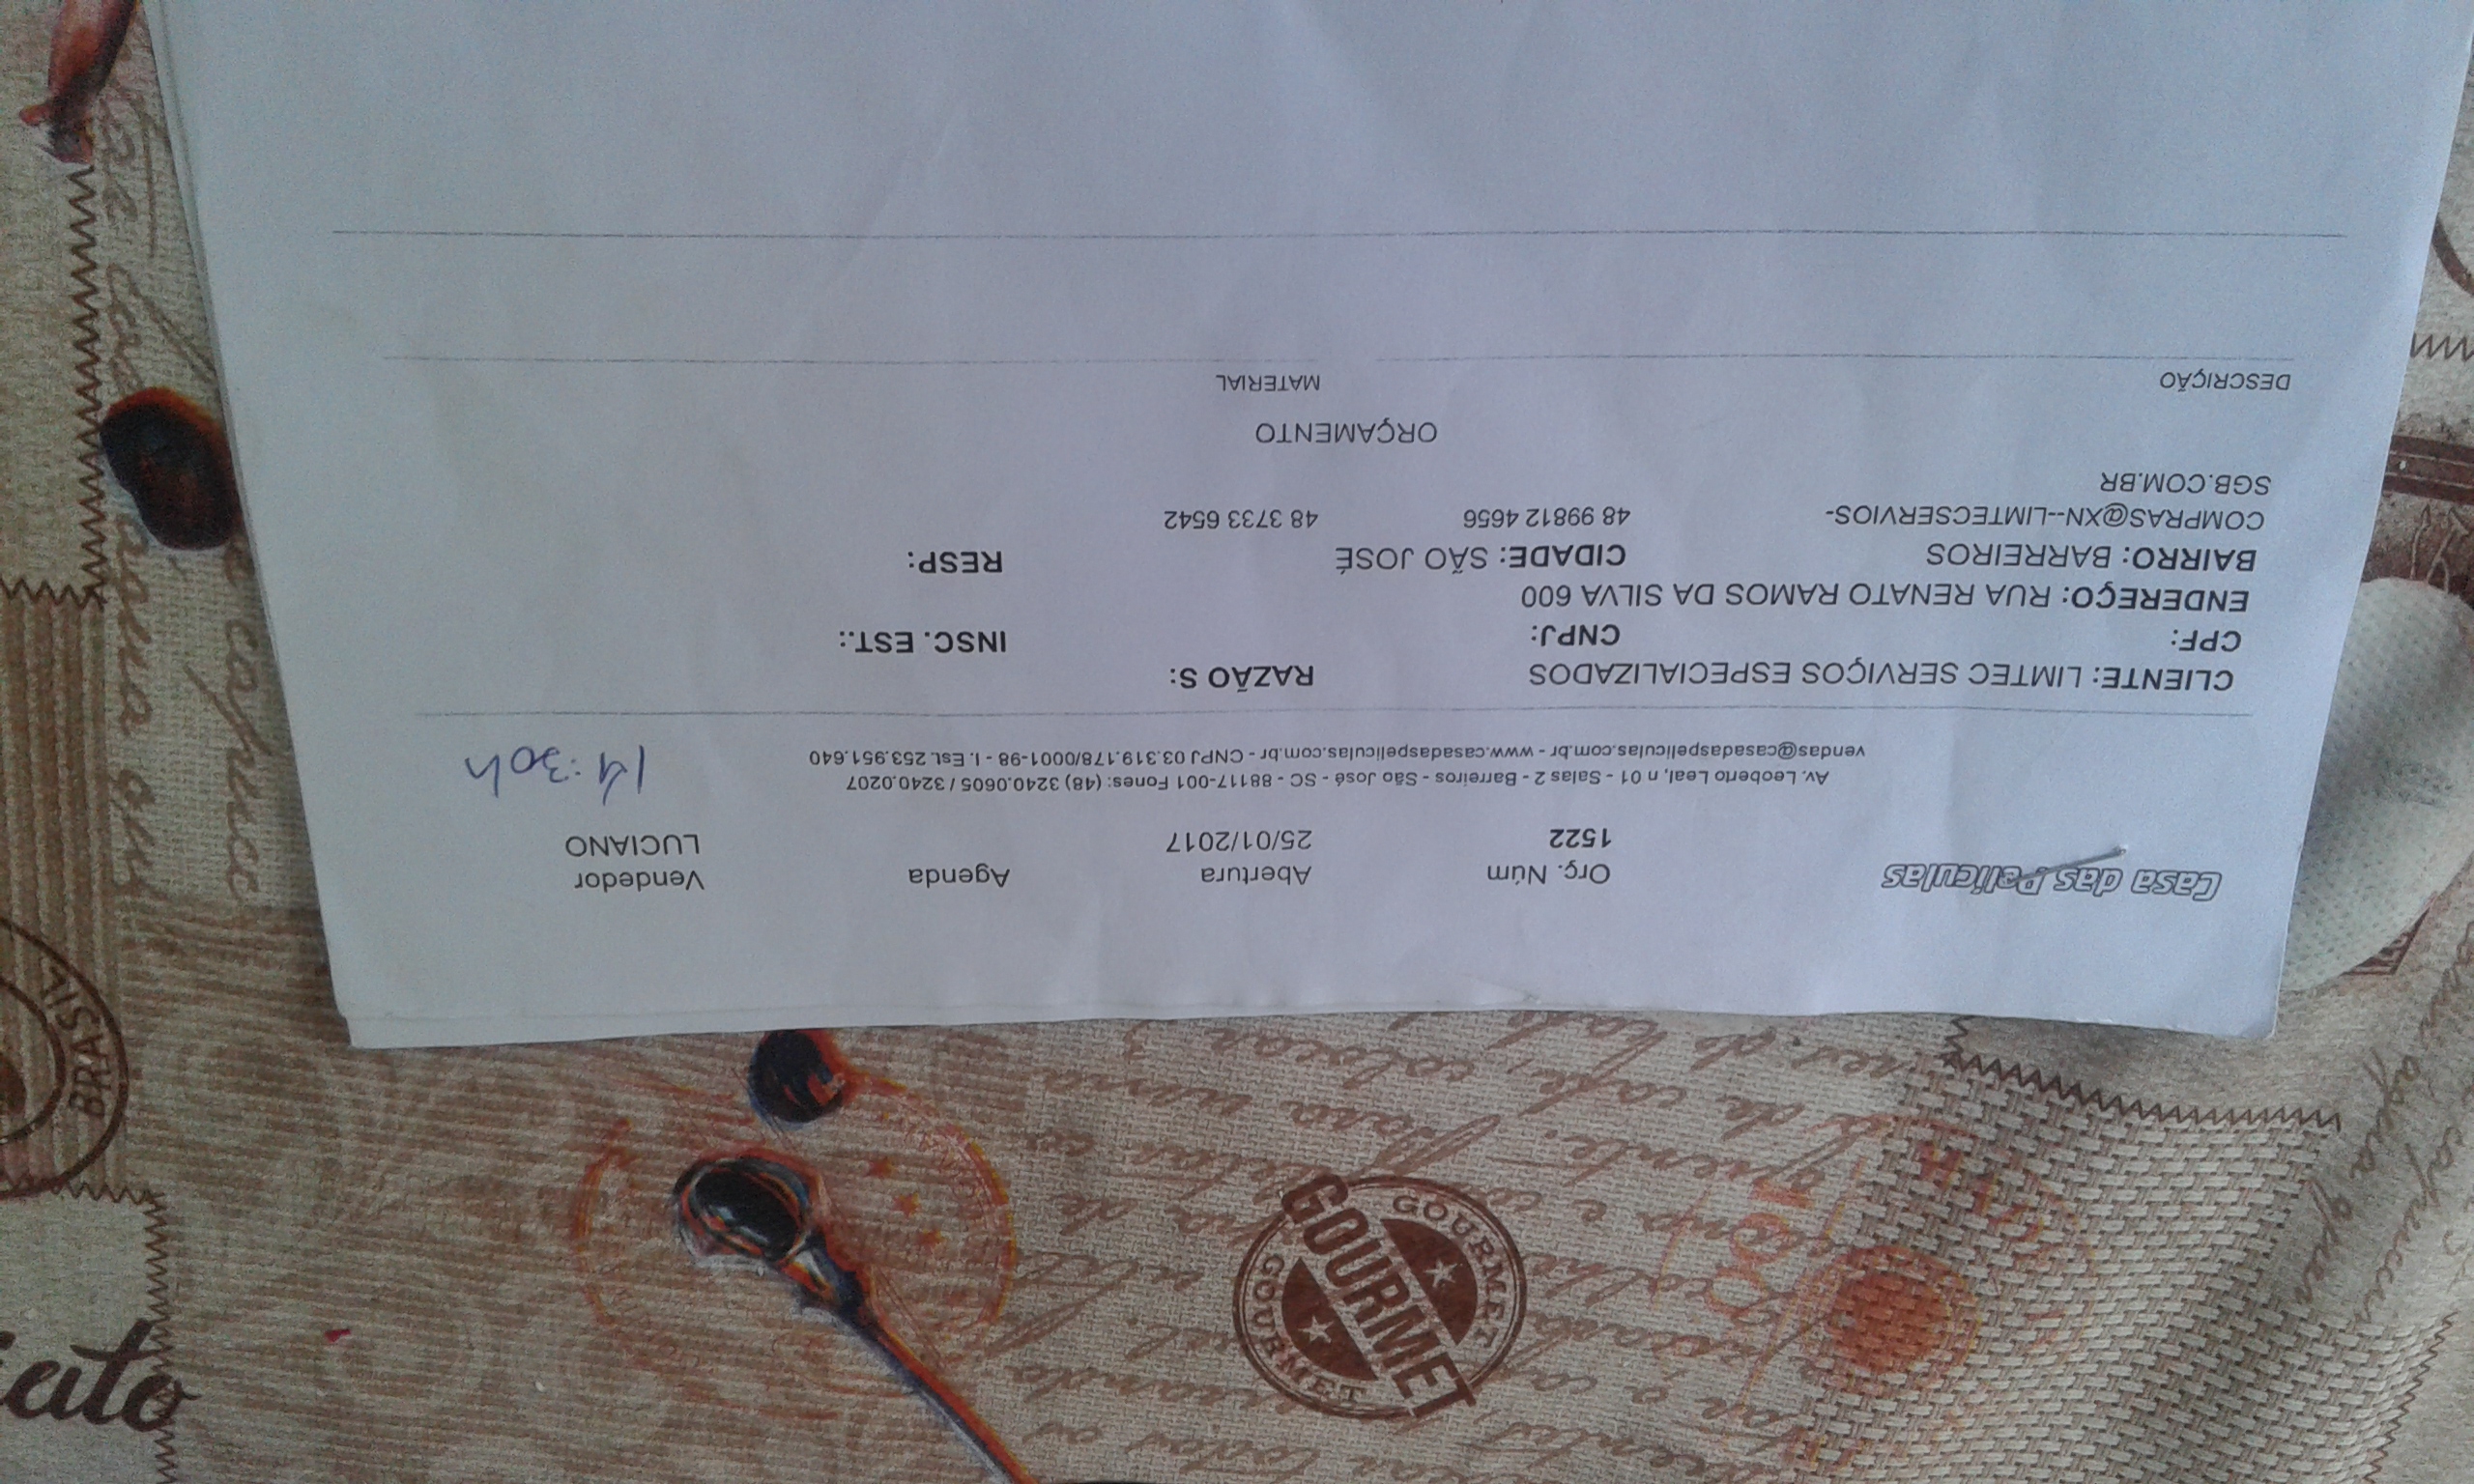 Casa das Películas
Orç. Núm Abertura Agenda Vendedor
1522 25/01/2017 LUCIANO
Av. Leoberto Leal, n 01 - Salas 2 - Barreiros - São José - SC - 88117-001 Fones: (48) 3240.0605 / 3240.0207
vendas@casadaspeliculas.com.br - www.casadaspeliculas.com.br - CNPJ 03.319.178/0001-98 - I. Est. 253.951.640
14:30h
CLIENTE: LIMTEC SERVIÇOS ESPECIALIZADOS RAZÃO S:
CPF: CNPJ: INSC. EST.:
ENDEREÇO: RUA RENATO RAMOS DA SILVA 600
BAIRRO: BARREIROS CIDADE: SÃO JOSÉ RESP:
COMPRAS@XN--LIMTECSERVIOS- 48 99812 4656 48 3733 6542
SGB.COM.BR
ORÇAMENTO
DESCRIÇÃO MATERIAL
BRASIL
GOURMET
GOURMET
GOURMET